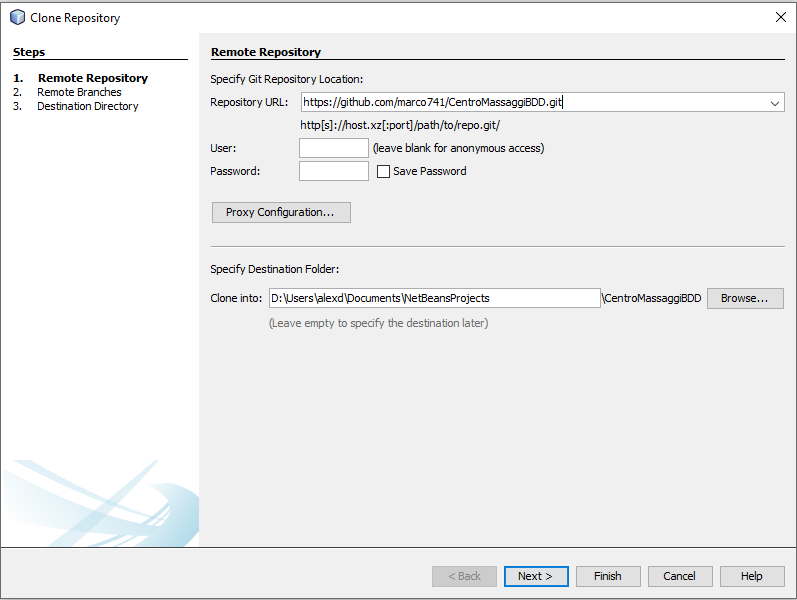 Clone Repository
Steps
1. Remote Repository
2. Remote Branches
3. Destination Directory
Remote Repository
Specify Git Repository Location:
Repository URL: https://github.com/marco741/CentroMassaggiBDD.git
http[s]://host.xz[:port]/path/to/repo.git/
User: (leave blank for anonymous access)
Password: Save Password
Proxy Configuration...
Specify Destination Folder:
Clone into: D:\Users\alexd\Documents\NetBeansProjects \CentroMassaggiBDD Browse...
(Leave empty to specify the destination later)
< Back Next > Finish Cancel Help